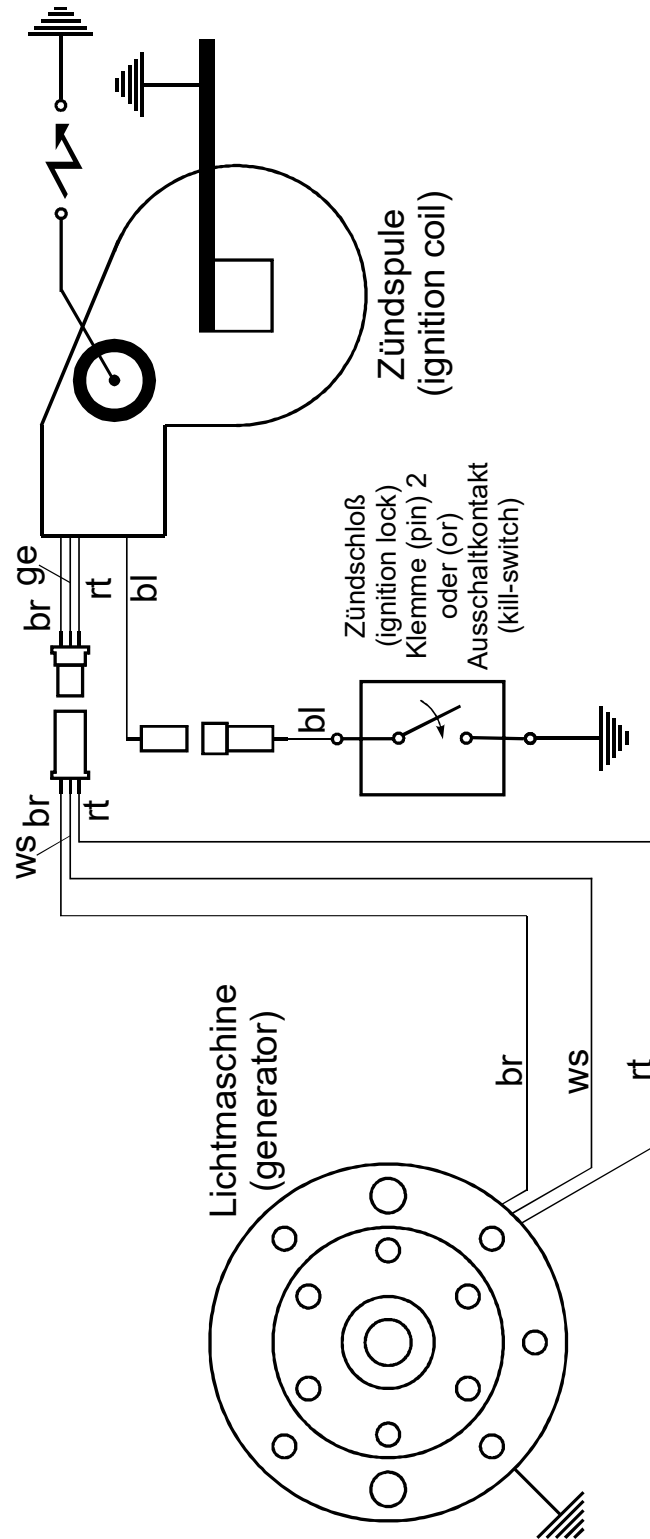 Zündspule
(ignition coil)
br
ge
rt
bl
ws
br
rt
bl
Zündschloß
(ignition lock)
Klemme (pin) 2
oder (or)
Ausschaltkontakt
(kill-switch)
Lichtmaschine
(generator)
br
ws
rt